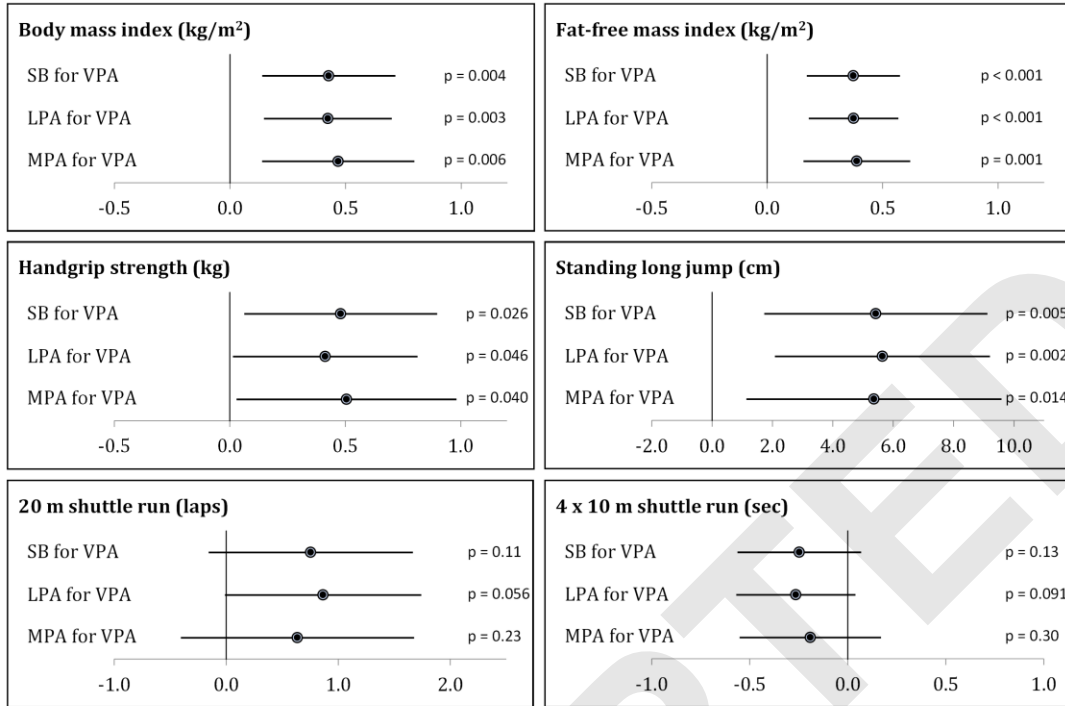 Body mass index (kg/m²)
SB for VPA p = 0.004
LPA for VPA p = 0.003
MPA for VPA p = 0.006
-0.5 0.0 0.5 1.0
Fat-free mass index (kg/m²)
SB for VPA p < 0.001
LPA for VPA p < 0.001
MPA for VPA p = 0.001
-0.5 0.0 0.5 1.0
Handgrip strength (kg)
SB for VPA p = 0.026
LPA for VPA p = 0.046
MPA for VPA p = 0.040
-0.5 0.0 0.5 1.0
Standing long jump (cm)
SB for VPA p = 0.005
LPA for VPA p = 0.002
MPA for VPA p = 0.014
-2.0 0.0 2.0 4.0 6.0 8.0 10.0
20 m shuttle run (laps)
SB for VPA p = 0.11
LPA for VPA p = 0.056
MPA for VPA p = 0.23
-1.0 0.0 1.0 2.0
4 x 10 m shuttle run (sec)
SB for VPA p = 0.13
LPA for VPA p = 0.091
MPA for VPA p = 0.30
-1.0 -0.5 0.0 0.5 1.0
PTED